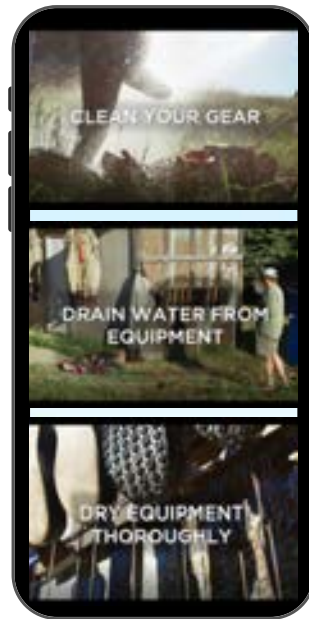 CLEAN YOUR GEAR
DRAIN WATER FROM
EQUIPMENT
DRY EQUIPMENT
THOROUGHLY